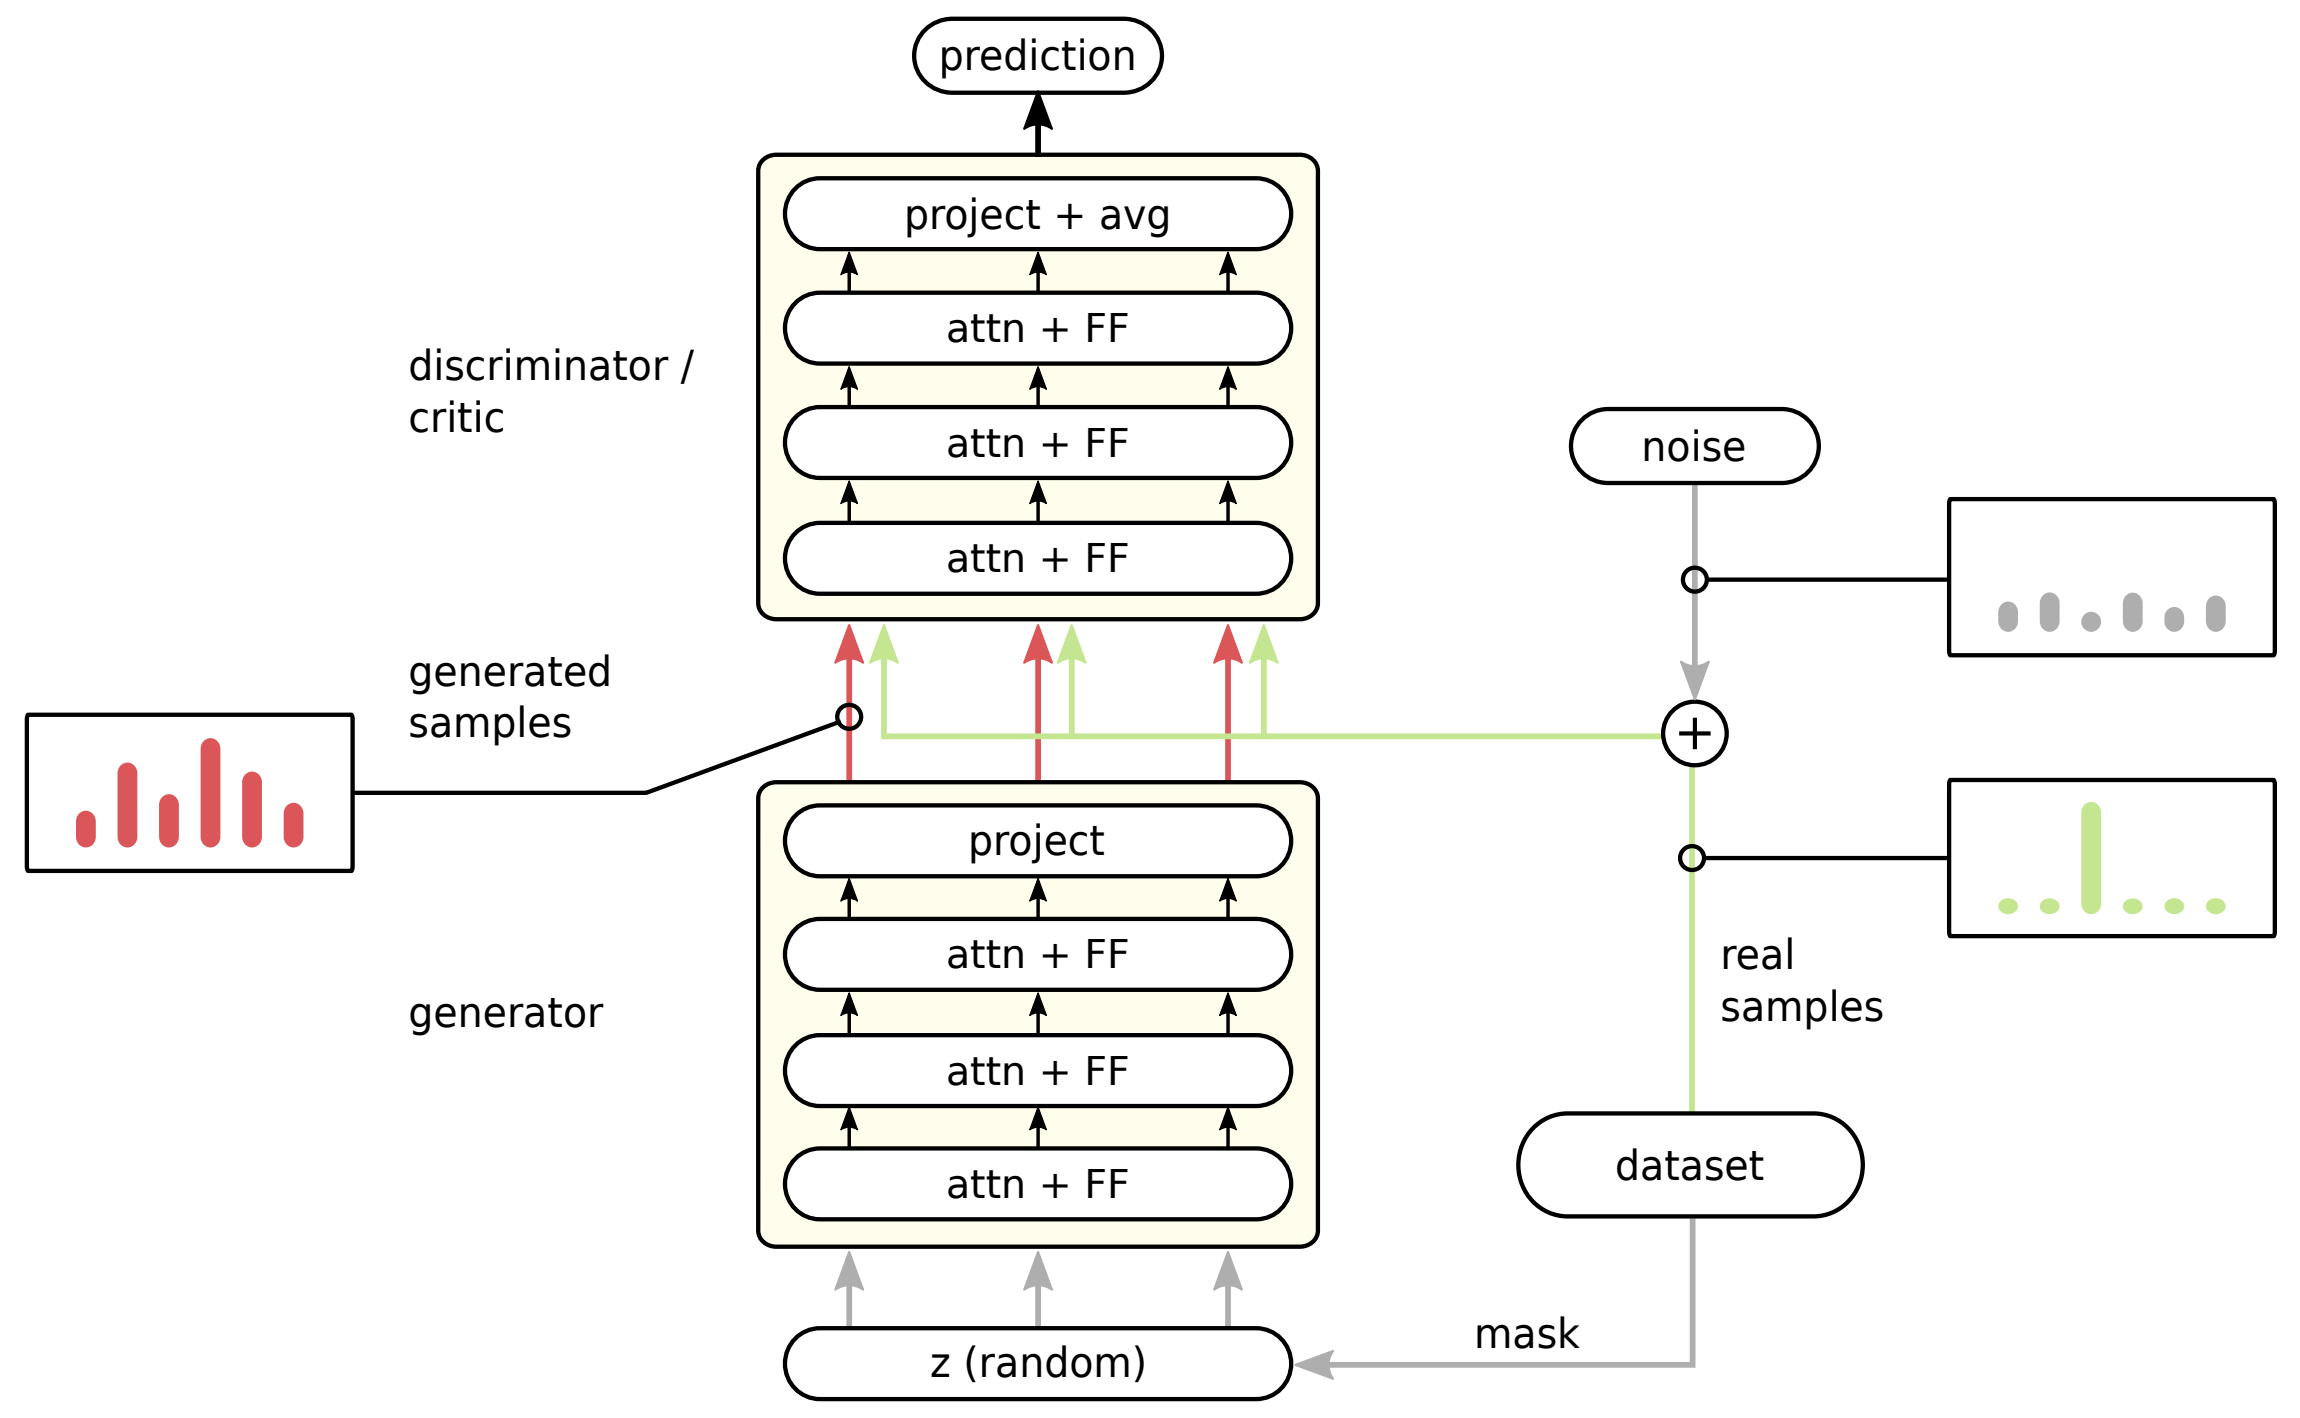 prediction
project + avg
attn + FF
attn + FF
attn + FF
discriminator /
critic
noise
+
generated
samples
project
attn + FF
attn + FF
attn + FF
generator
real
samples
dataset
mask
z (random)